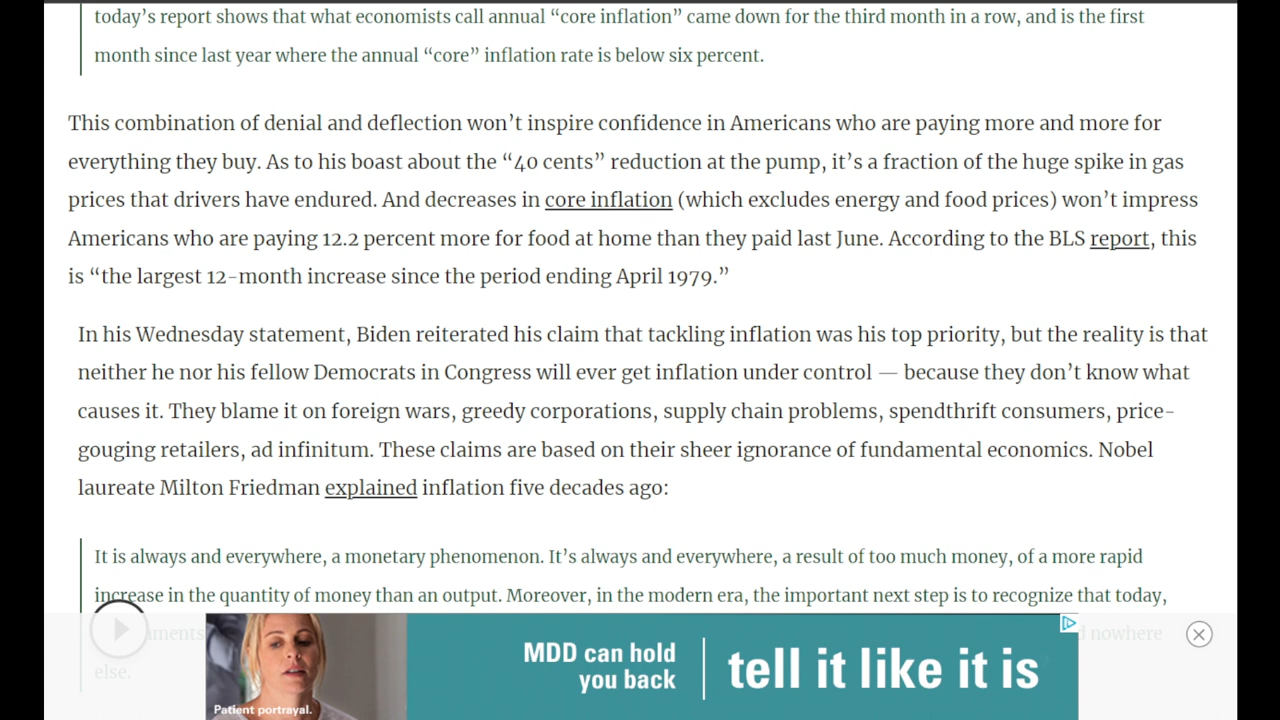 today’s report shows that what economists call annual “core inflation” came down for the third month in a row, and is the first
month since last year where the annual “core” inflation rate is below six percent.
This combination of denial and deflection won’t inspire confidence in Americans who are paying more and more for
everything they buy. As to his boast about the “40 cents” reduction at the pump, it’s a fraction of the huge spike in gas
prices that drivers have endured. And decreases in core inflation (which excludes energy and food prices) won’t impress
Americans who are paying 12.2 percent more for food at home than they paid last June. According to the BLS report, this
is “the largest 12-month increase since the period ending April 1979.”
In his Wednesday statement, Biden reiterated his claim that tackling inflation was his top priority, but the reality is that
neither he nor his fellow Democrats in Congress will ever get inflation under control — because they don’t know what
causes it. They blame it on foreign wars, greedy corporations, supply chain problems, spendthrift consumers, price-
gouging retailers, ad infinitum. These claims are based on their sheer ignorance of fundamental economics. Nobel
laureate Milton Friedman explained inflation five decades ago:
It is always and everywhere, a monetary phenomenon. It’s always and everywhere, a result of too much money, of a more rapid
increase in the quantity of money than an output. Moreover, in the modern era, the important next step is to recognize that today,
nowhere
else.
MDD can hold
you back
tell it like it is
Patient portrayal.